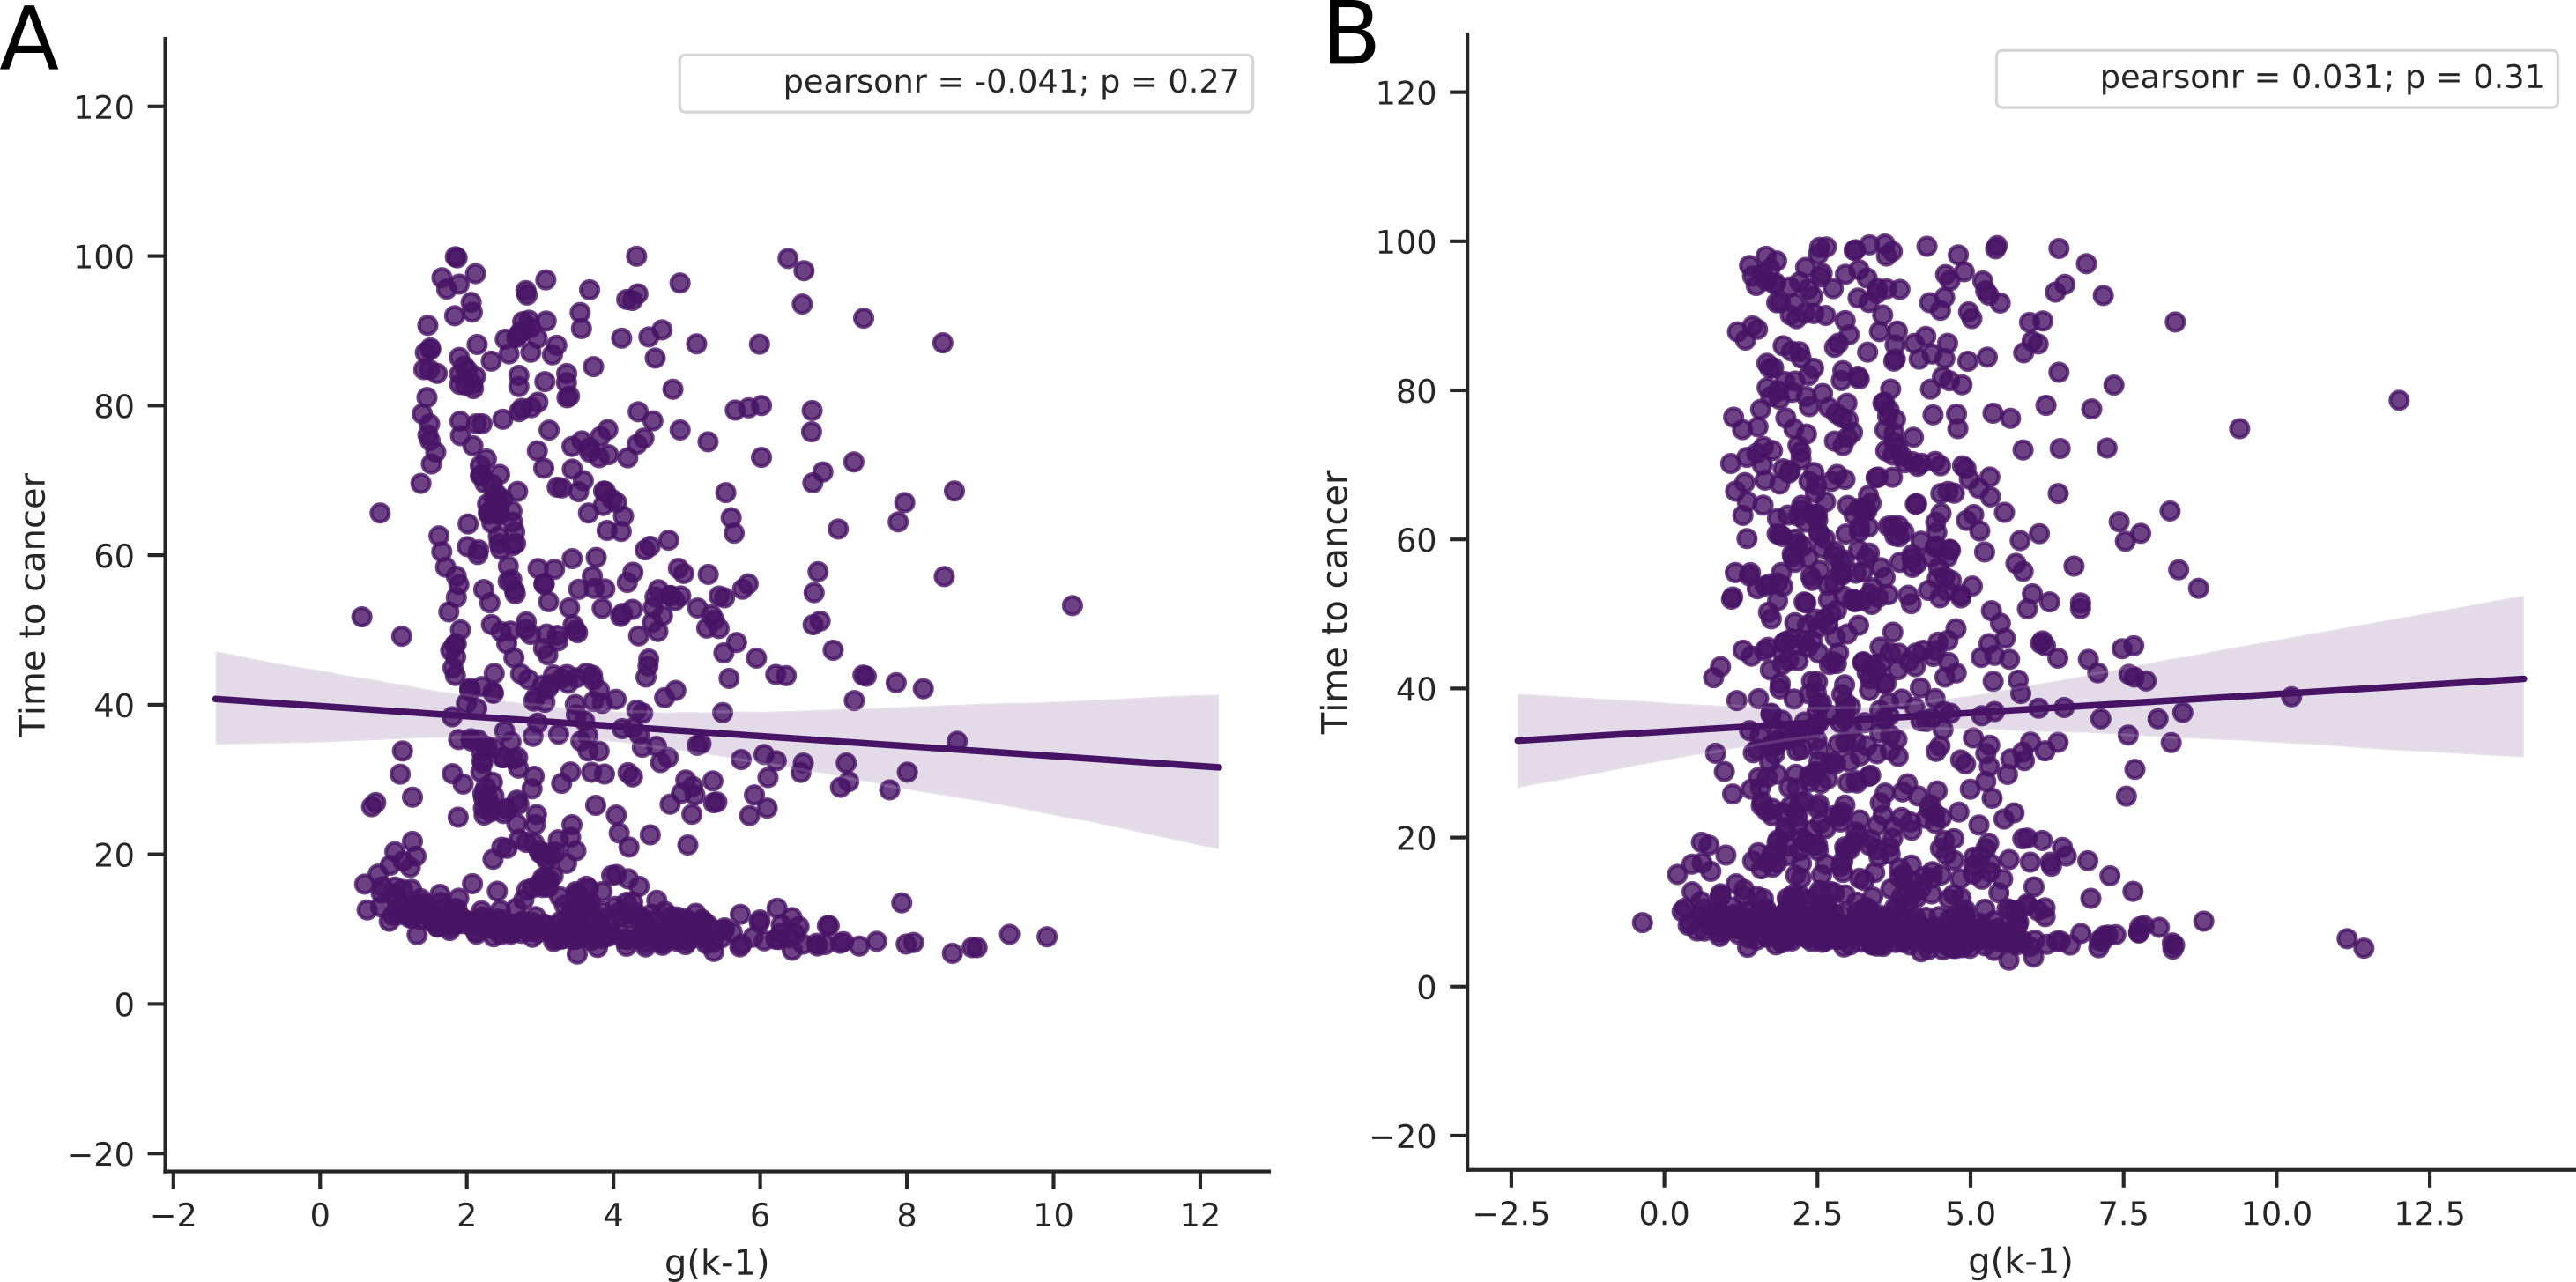 A
pearsonr = -0.041; p = 0.27
120
100
80
60
40
20
0
−20
Time to cancer
−2 0 2 4 6 8 10 12
g(k-1)
B
pearsonr = 0.031; p = 0.31
120
100
80
60
40
20
0
−20
Time to cancer
−2.5 0.0 2.5 5.0 7.5 10.0 12.5
g(k-1)